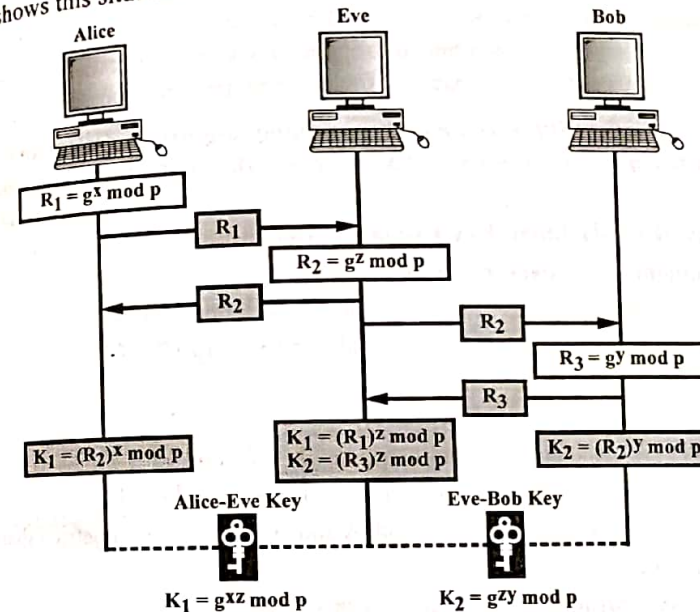 shows this
Alice
Eve
Bob
R₁ = gˣ mod p
R₁
R₂ = gᶻ mod p
R₂
R₂
R₃ = gʸ mod p
R₃
K₁ = (R₂)ˣ mod p
K₁ = (R₁)ᶻ mod p
K₂ = (R₃)ᶻ mod p
K₂ = (R₂)ʸ mod p
Alice-Eve Key
Eve-Bob Key
K₁ = gˣᶻ mod p
K₂ = gᶻʸ mod p